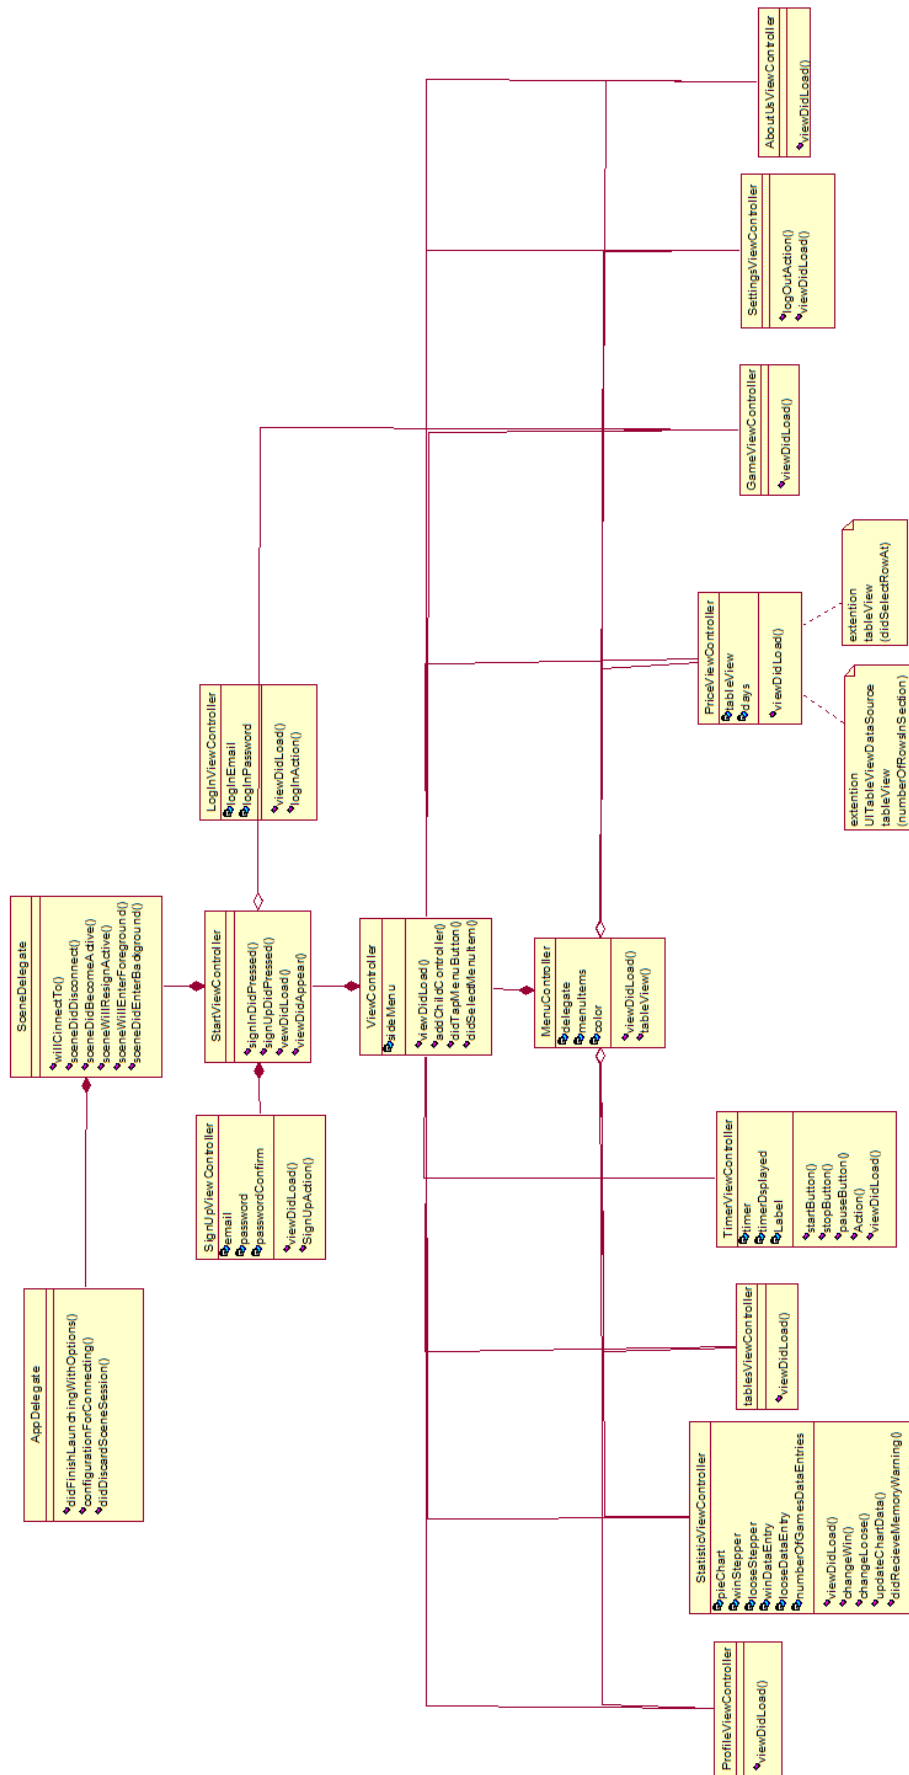 AppDelegate
didFinishLaunchingWithOptions()
configurationForConnecting()
didDiscardSceneSession()
SceneDelegate
willCinnectTo()
sceneDidDisconnect()
sceneDidBecomeActive()
sceneWillResignActive()
sceneWillEnterForeground()
sceneDidEnterBackground()
SignUpViewController
email
password
passwordConfirm
viewDidLoad()
SignUpAction()
StartViewController
signInDidPressed()
signUpDidPressed()
viewDidLoad()
viewDidAppear()
LogInViewController
logInEmail
logInPassword
viewDidLoad()
logInAction()
ViewController
sideMenu
viewDidLoad()
addChildController()
didTapMenuButton()
didSelectMenuItem()
MenuController
delegate
menuItems
color
viewDidLoad()
tableView()
ProfileViewController
viewDidLoad()
StatisticViewController
pieChart
winStepper
looseStepper
winDataEntry
looseDataEntry
numberOfGamesDataEntries
viewDidLoad()
changeWin()
changeLoose()
updateChartData()
didRecieveMemoryWarning()
tablesViewController
viewDidLoad()
TimerViewController
timer
timerDsplayed
Label
startButton()
stopButton()
pauseButton()
Action()
viewDidLoad()
PriceViewController
tableView
days
viewDidLoad()
extention
UITableViewDataSource
tableView
(numberOfRowsInSection)
extention
tableView
(didSelectRowAt)
GameViewController
viewDidLoad()
SettingsViewController
logOutAction()
viewDidLoad()
AboutUsViewController
viewDidLoad()